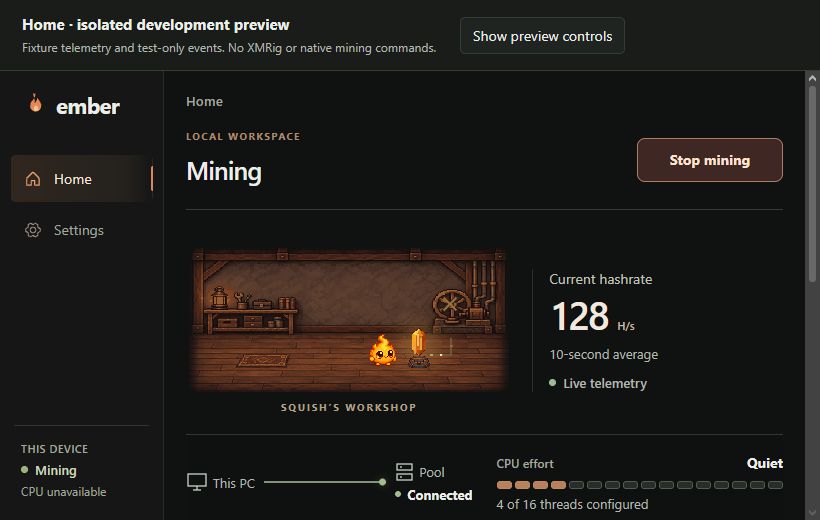 Home · isolated development preview
Fixture telemetry and test-only events. No XMRig or native mining commands.
Show preview controls
ember
Home
Settings
THIS DEVICE
Mining
CPU unavailable
Home
LOCAL WORKSPACE
Mining
Stop mining
SQUISH'S WORKSHOP
Current hashrate
128 H/s
10-second average
Live telemetry
This PC
Pool
Connected
CPU effort
Quiet
4 of 16 threads configured